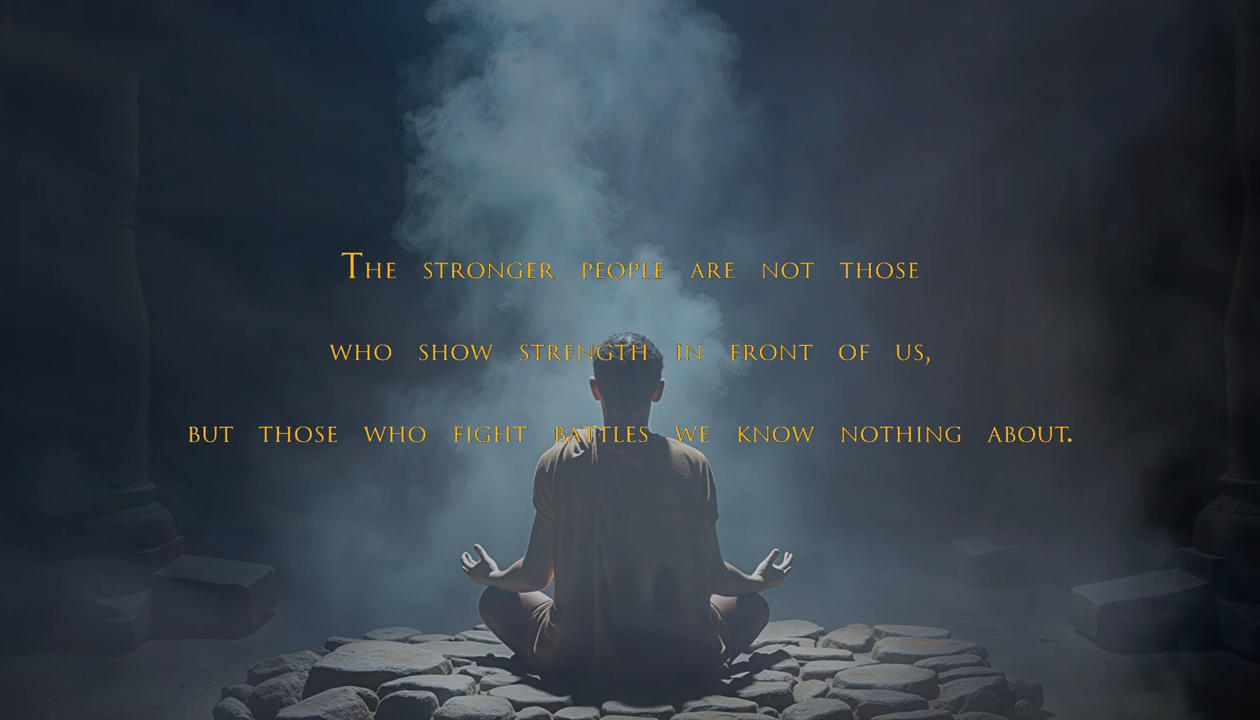 The stronger people are not those
who show strength in front of us,
but those who fight battles we know nothing about.